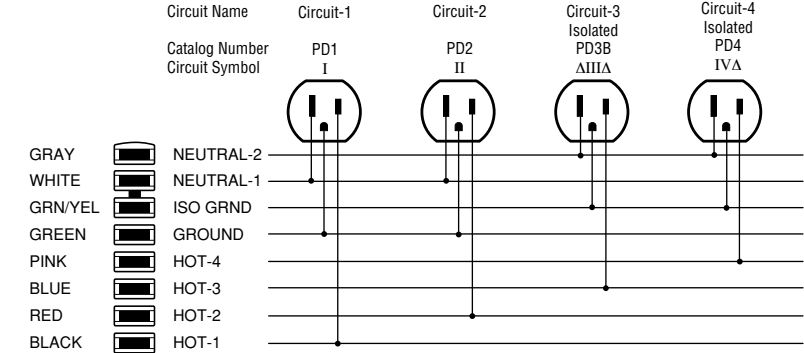 Circuit Name Circuit-1 Circuit-2 Circuit-3 Circuit-4
Isolated Isolated
Catalog Number PD1 PD2 PD3B PD4
Circuit Symbol I II ΔIIIΔ IVΔ
GRAY NEUTRAL-2
WHITE NEUTRAL-1
GRN/YEL ISO GRND
GREEN GROUND
PINK HOT-4
BLUE HOT-3
RED HOT-2
BLACK HOT-1